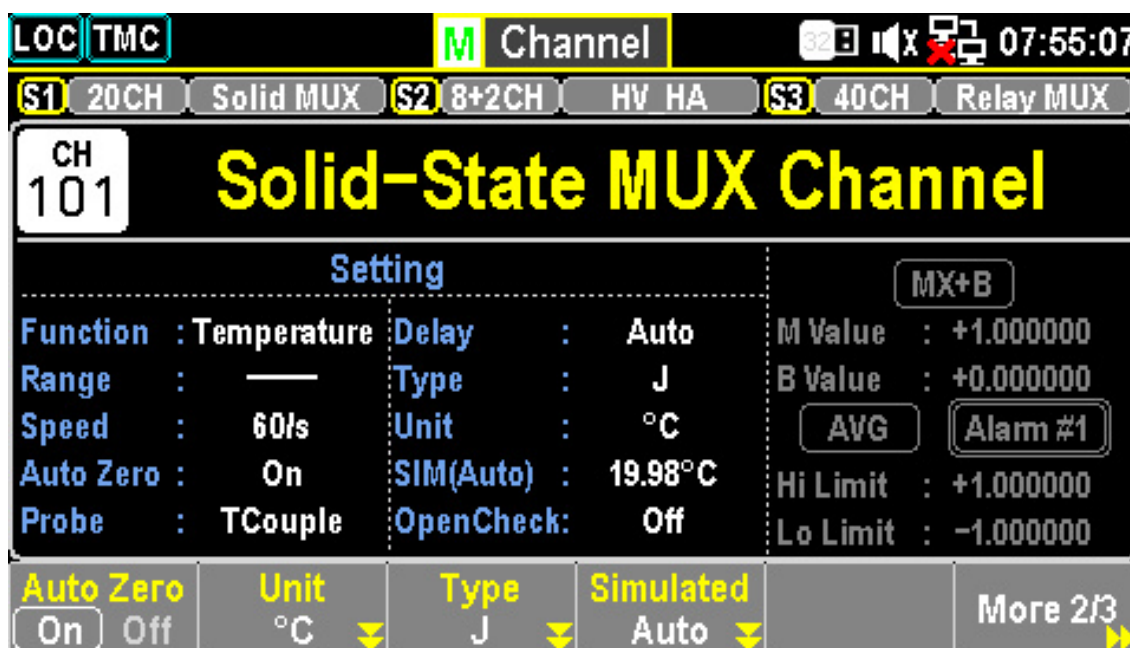 LOC TMC M Channel 32 07:55:07
S1 20CH Solid MUX S2 8+2CH HV_HA S3 40CH Relay MUX
CH
101
Solid-State MUX Channel
Setting
Function : Temperature
Range : ——
Speed : 60/s
Auto Zero : On
Probe : TCouple
Delay : Auto
Type : J
Unit : °C
SIM(Auto) : 19.98°C
OpenCheck: Off
MX+B
M Value : +1.000000
B Value : +0.000000
AVG Alarm #1
Hi Limit : +1.000000
Lo Limit : -1.000000
Auto Zero
On Off
Unit
°C
Type
J
Simulated
Auto
More 2/3